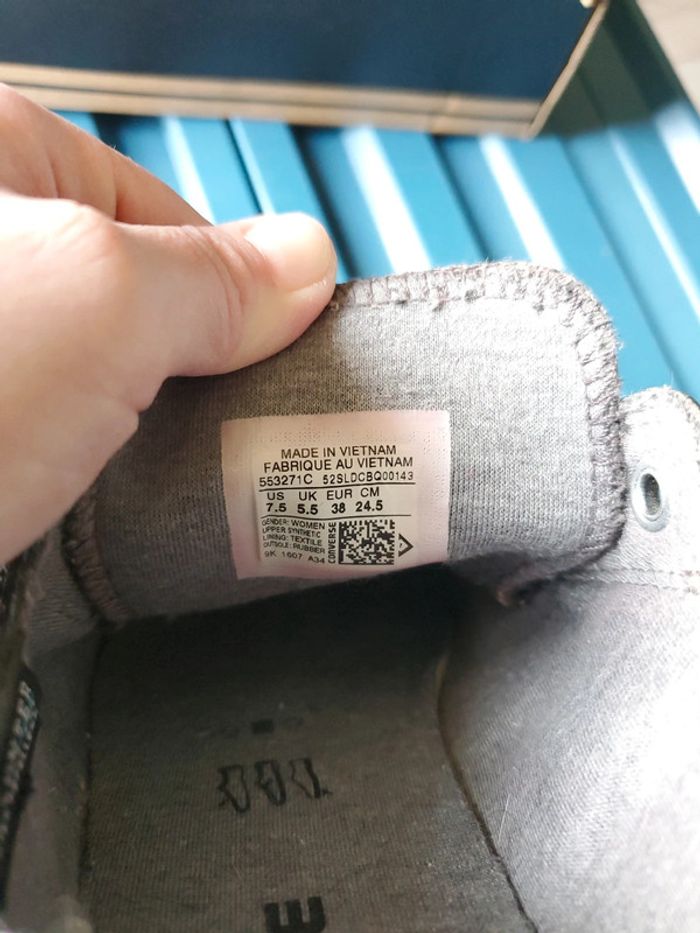 MADE IN VIETNAM
FABRIQUE AU VIETNAM
553271C 52SLDCBQ00143
US UK EUR CM
7.5 5.5 38 24.5
GENDER: WOMEN
UPPER: SYNTHETIC
LINING: TEXTILE
OUTSOLE: RUBBER
9K 1607 A34
CONVERSE